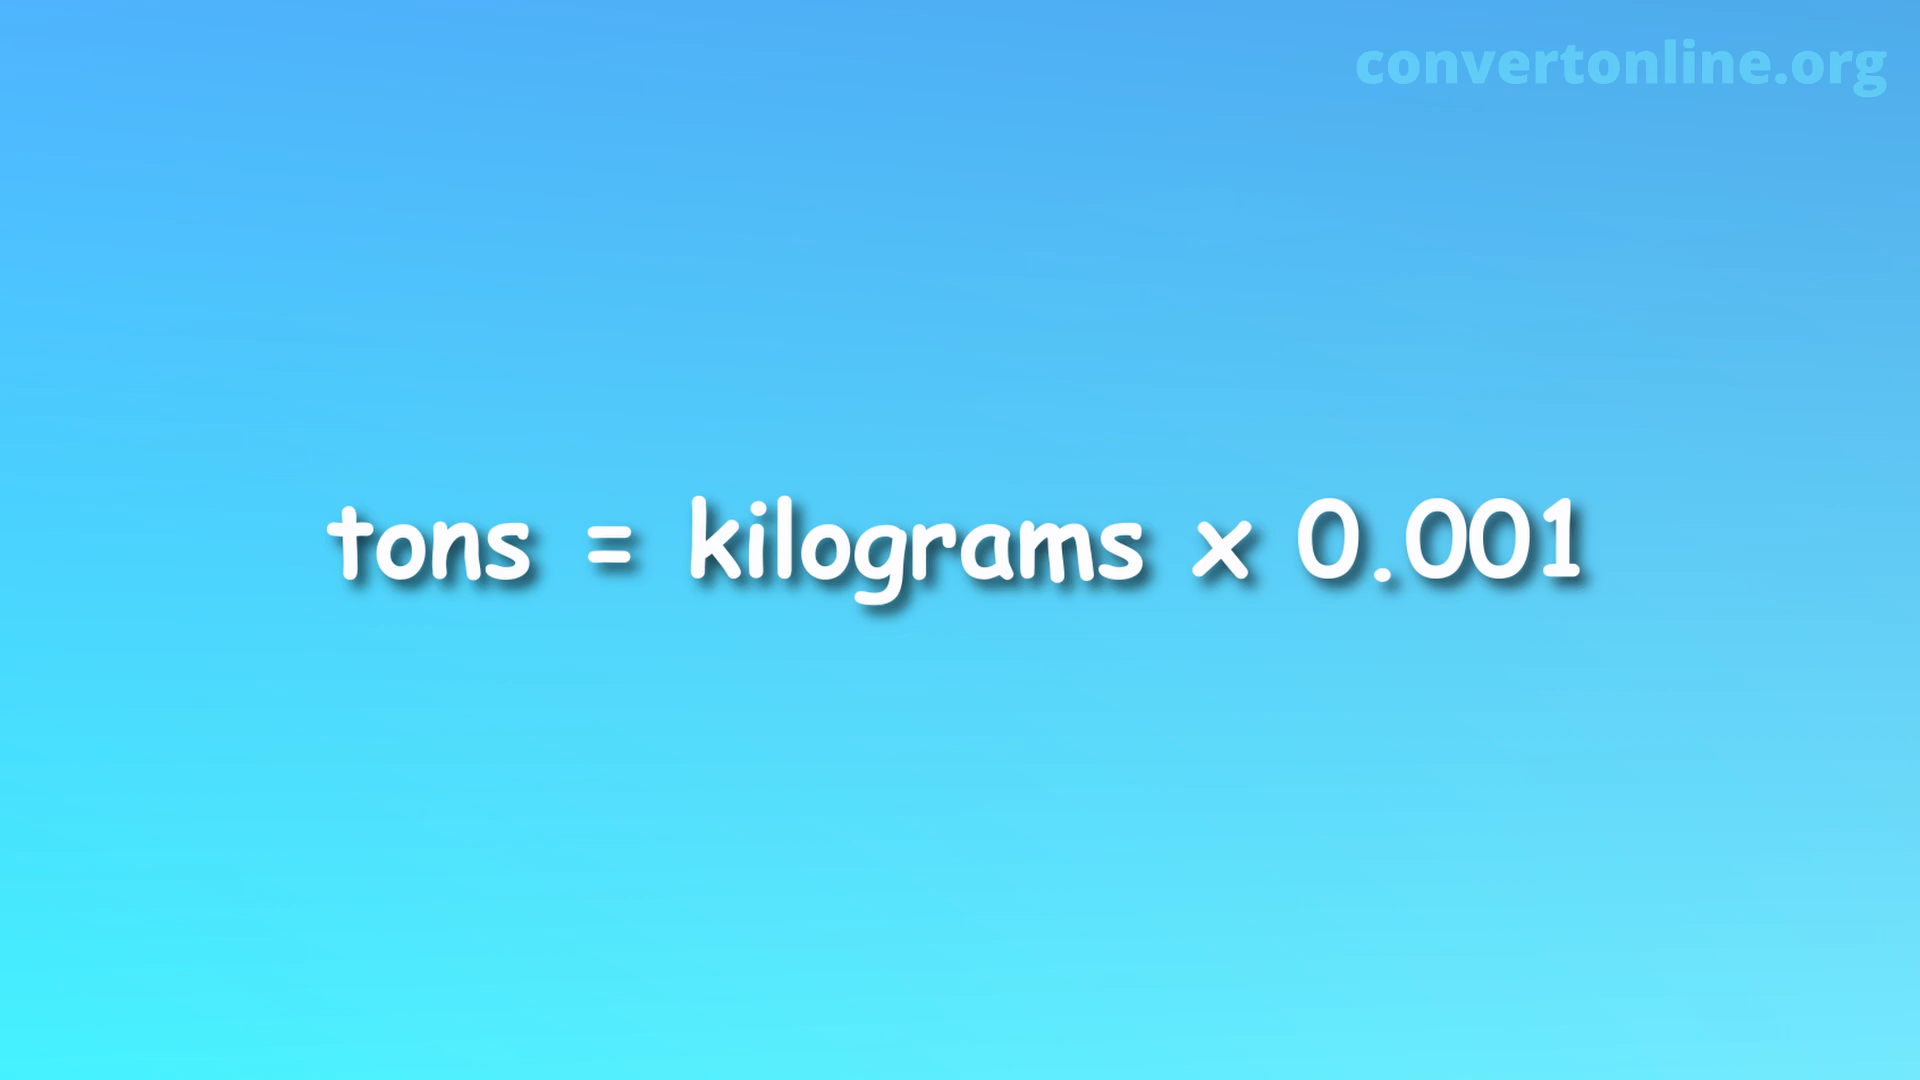 convertonline.org
tons = kilograms x 0.001